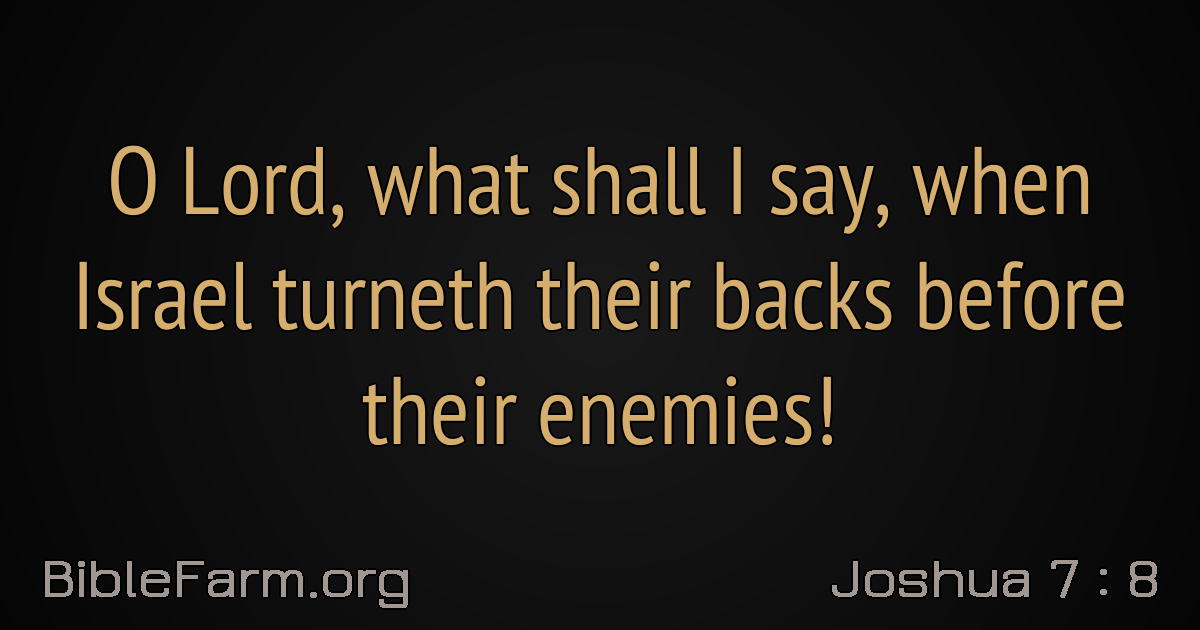 O Lord, what shall I say, when
Israel turneth their backs before
their enemies!
BibleFarm.org
Joshua 7 : 8